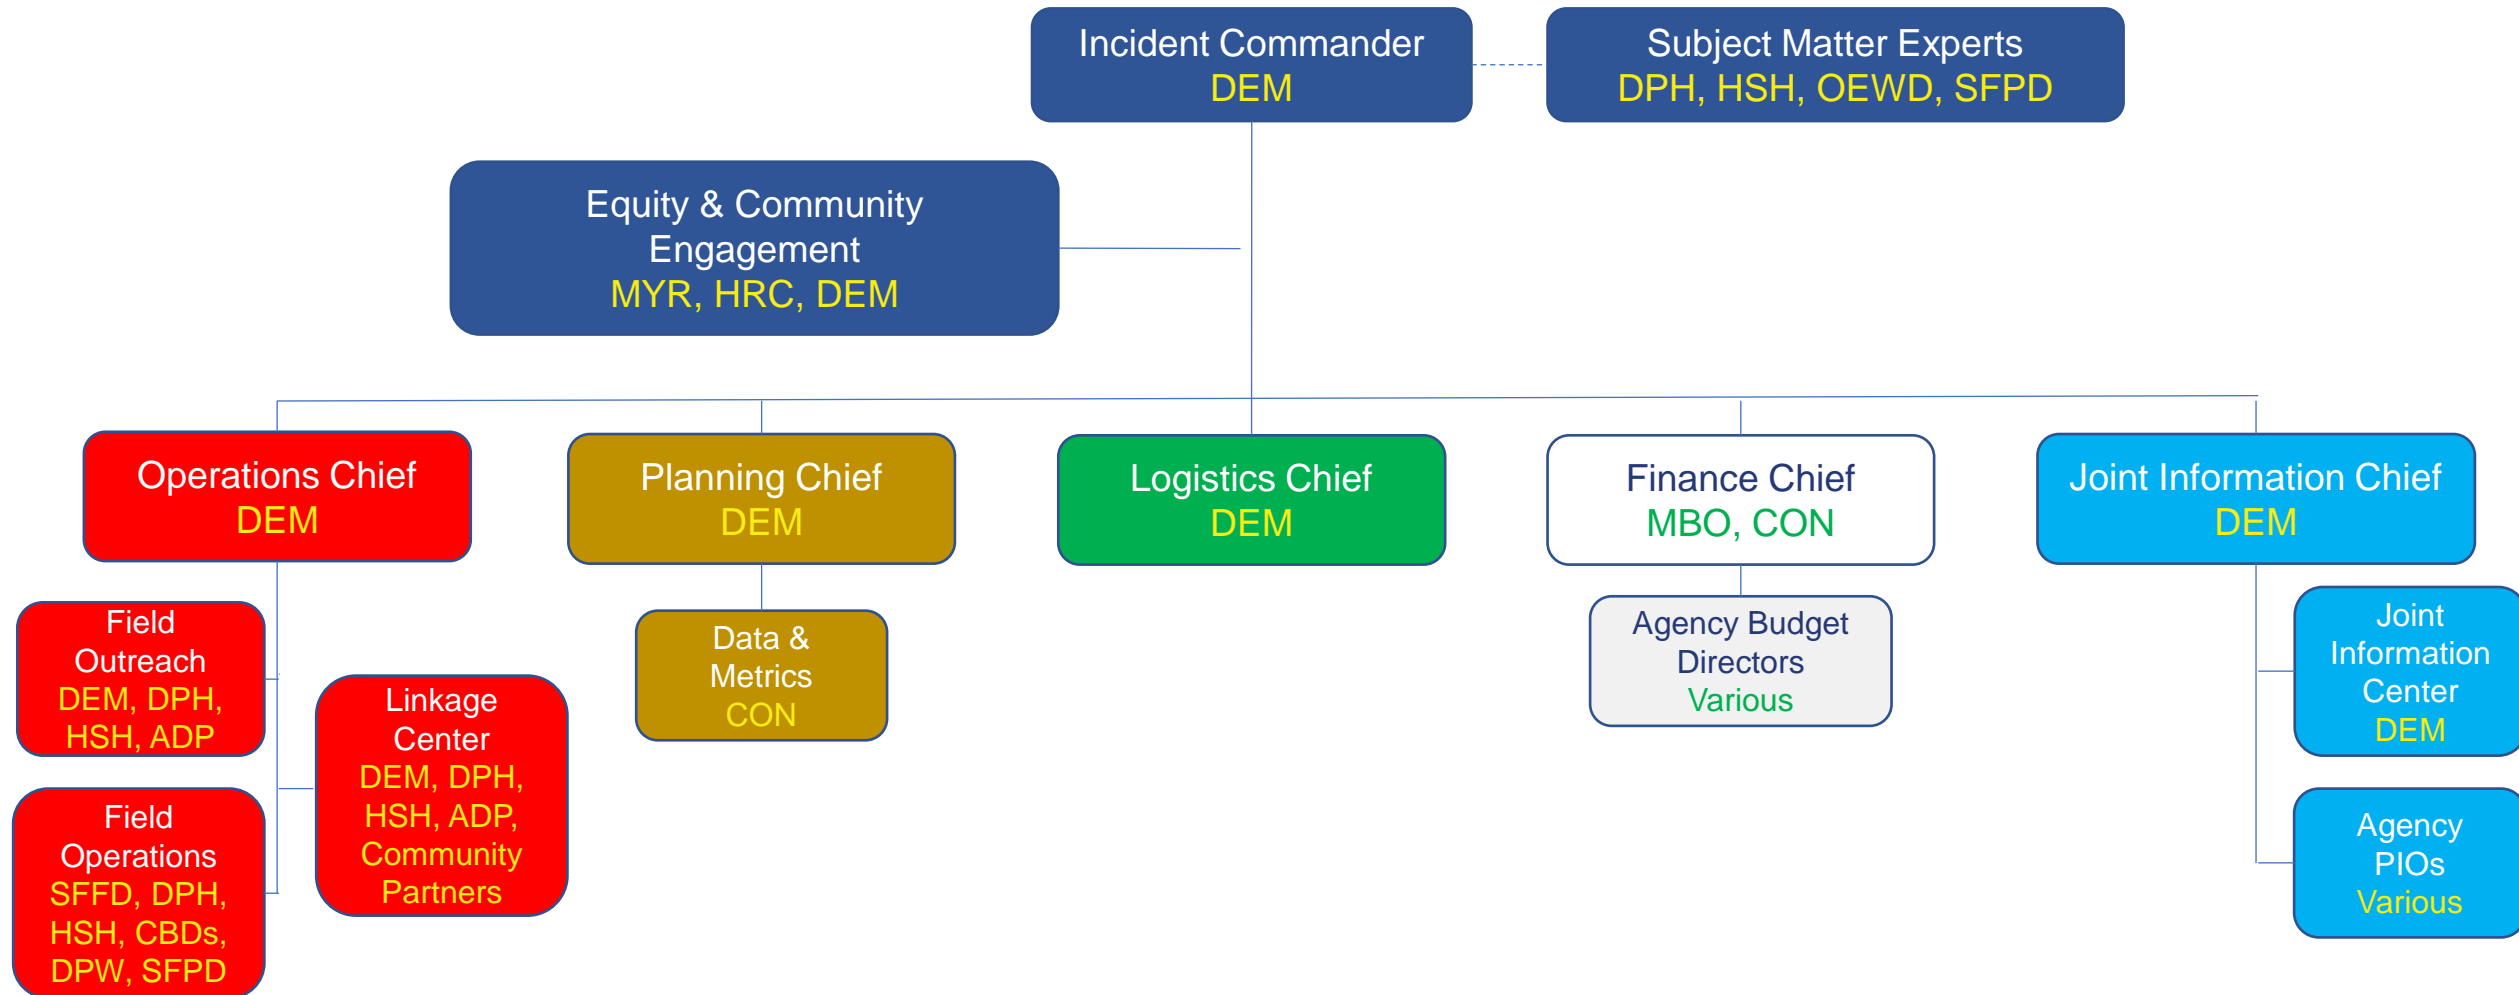 Incident Commander
DEM
Subject Matter Experts
DPH, HSH, OEWD, SFPD
Equity & Community
Engagement
MYR, HRC, DEM
Operations Chief
DEM
Planning Chief
DEM
Logistics Chief
DEM
Finance Chief
MBO, CON
Joint Information Chief
DEM
Field
Outreach
DEM, DPH,
HSH, ADP
Linkage
Center
DEM, DPH,
HSH, ADP,
Community
Partners
Field
Operations
SFFD, DPH,
HSH, CBDs,
DPW, SFPD
Data &
Metrics
CON
Agency Budget
Directors
Various
Joint
Information
Center
DEM
Agency
PIOs
Various